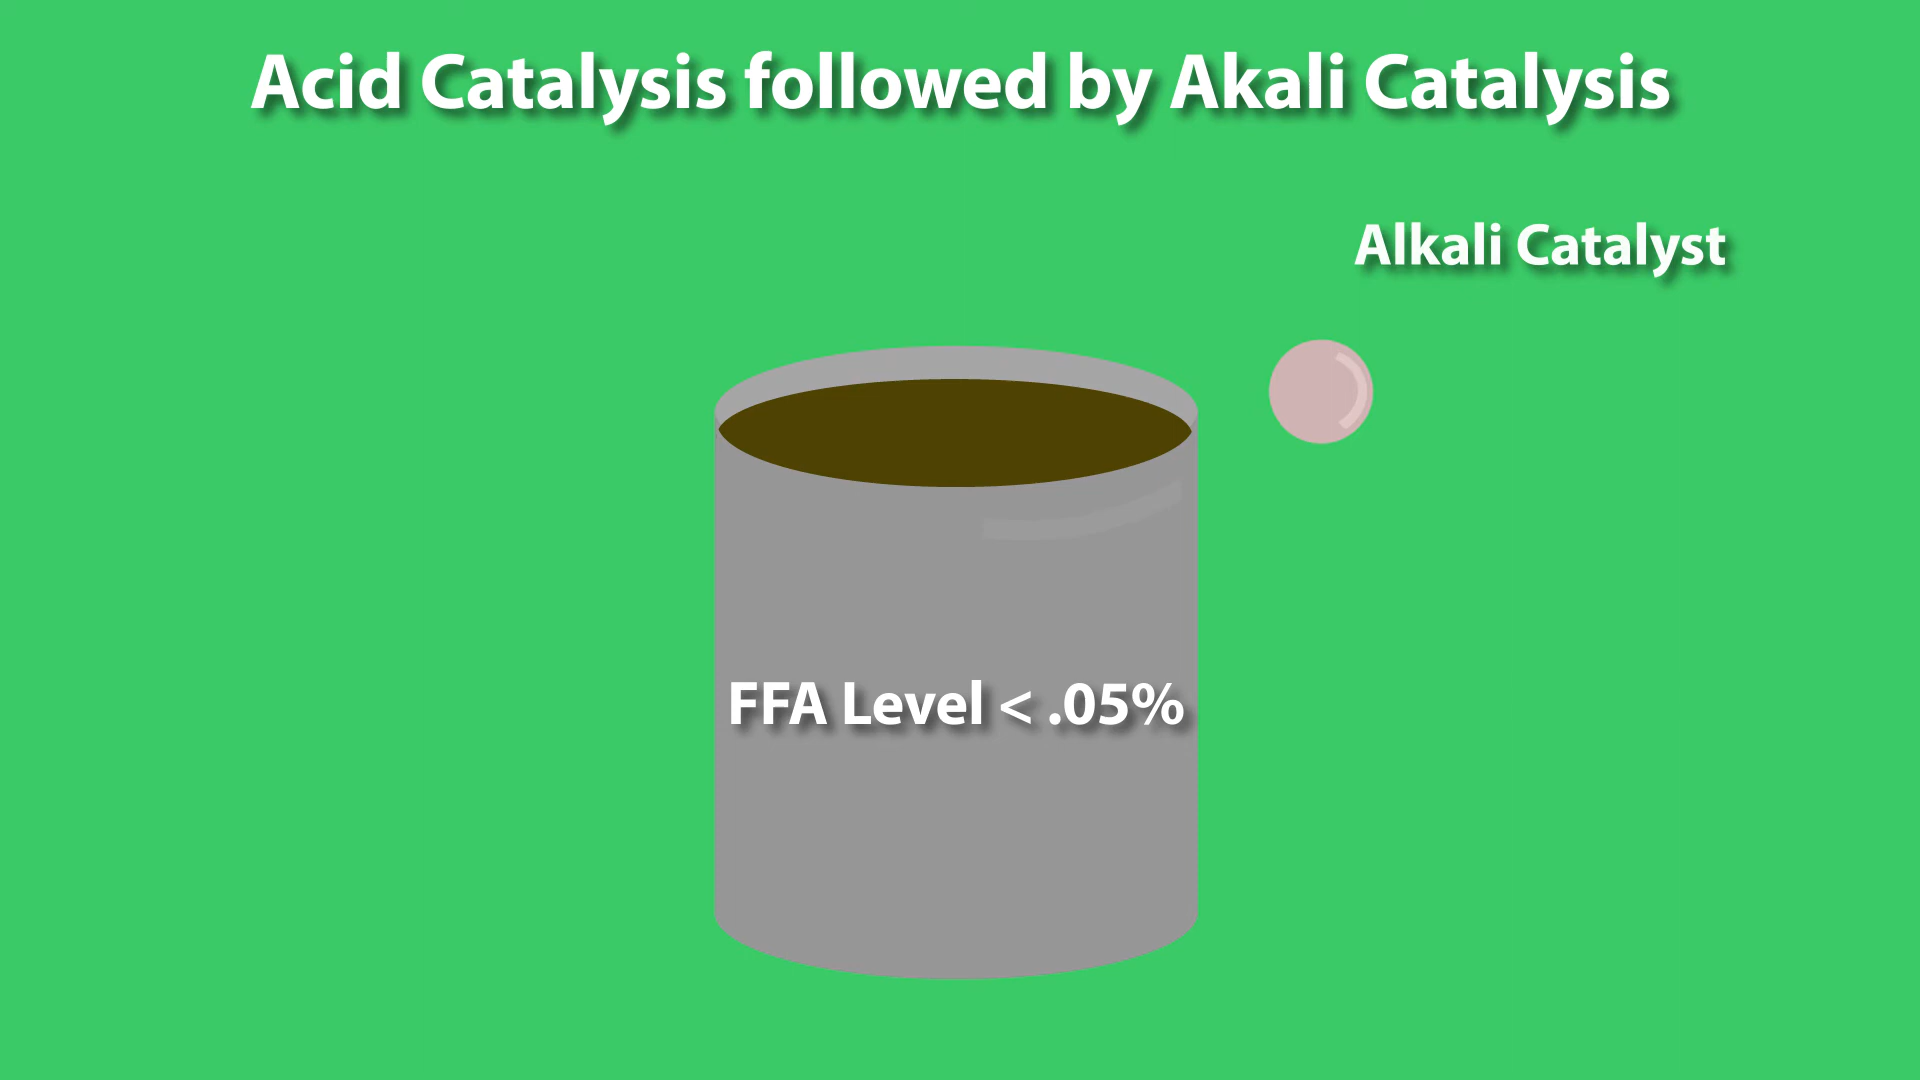 Acid Catalysis followed by Akali Catalysis
Alkali Catalyst
FFA Level < .05%